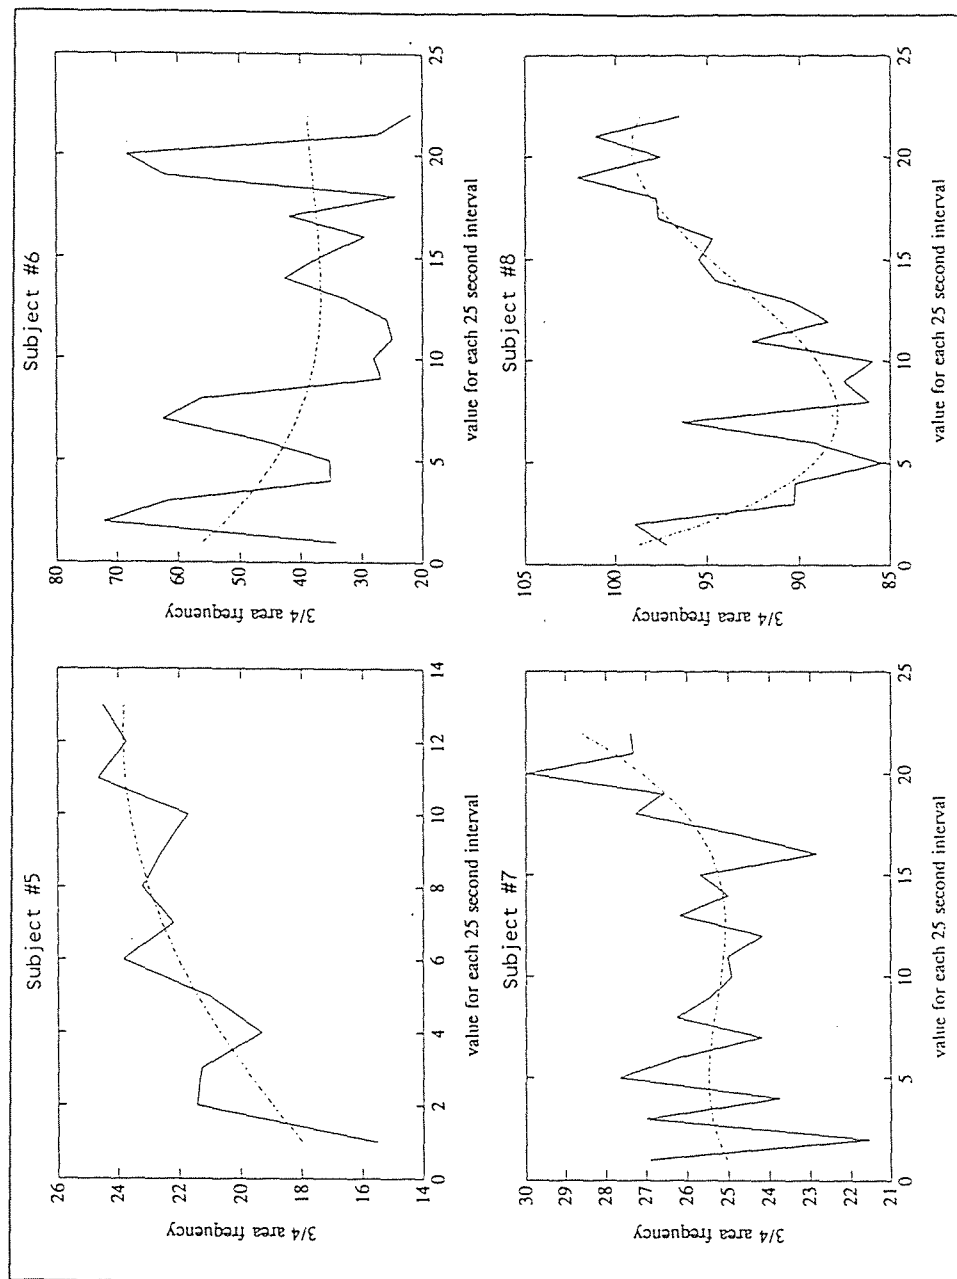 Subject #5
26
24
22
20
18
16
14
3/4 area frequency
0 2 4 6 8 10 12 14
value for each 25 second interval
Subject #6
80
70
60
50
40
30
20
3/4 area frequency
0 5 10 15 20 25
value for each 25 second interval
Subject #7
30
29
28
27
26
25
24
23
22
21
3/4 area frequency
0 5 10 15 20 25
value for each 25 second interval
Subject #8
105
100
95
90
85
3/4 area frequency
0 5 10 15 20 25
value for each 25 second interval